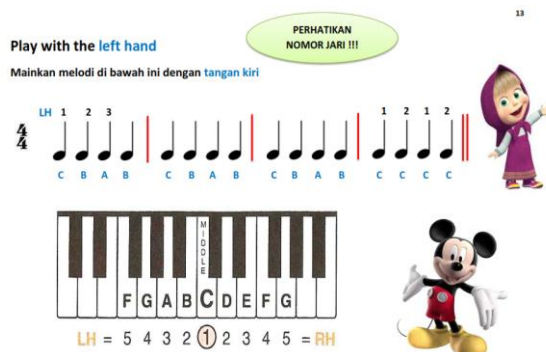 13
PERHATIKAN
NOMOR JARI !!!
Play with the left hand
Mainkan melodi di bawah ini dengan tangan kiri
LH 1 2 3 1 2 1 2
4
4
C B A B C B A B C B A B C C C C
MIDDLE
F G A B C D E F G
LH = 5 4 3 2 1 2 3 4 5 = RH